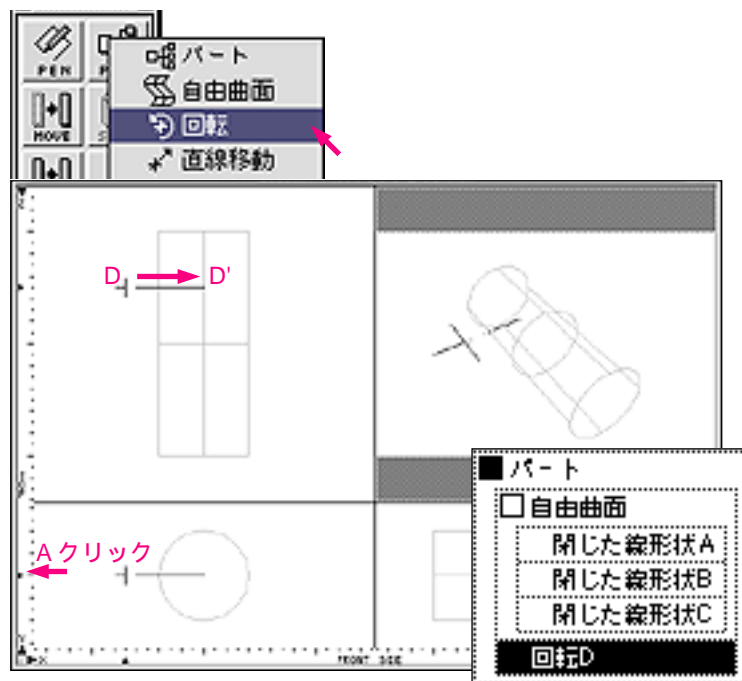 PEN
パート
自由曲面
MOVE
回転
直線移動
D
D'
Aクリック
X
FRONT SIDE
パート
自由曲面
閉じた線形状A
閉じた線形状B
閉じた線形状C
回転D